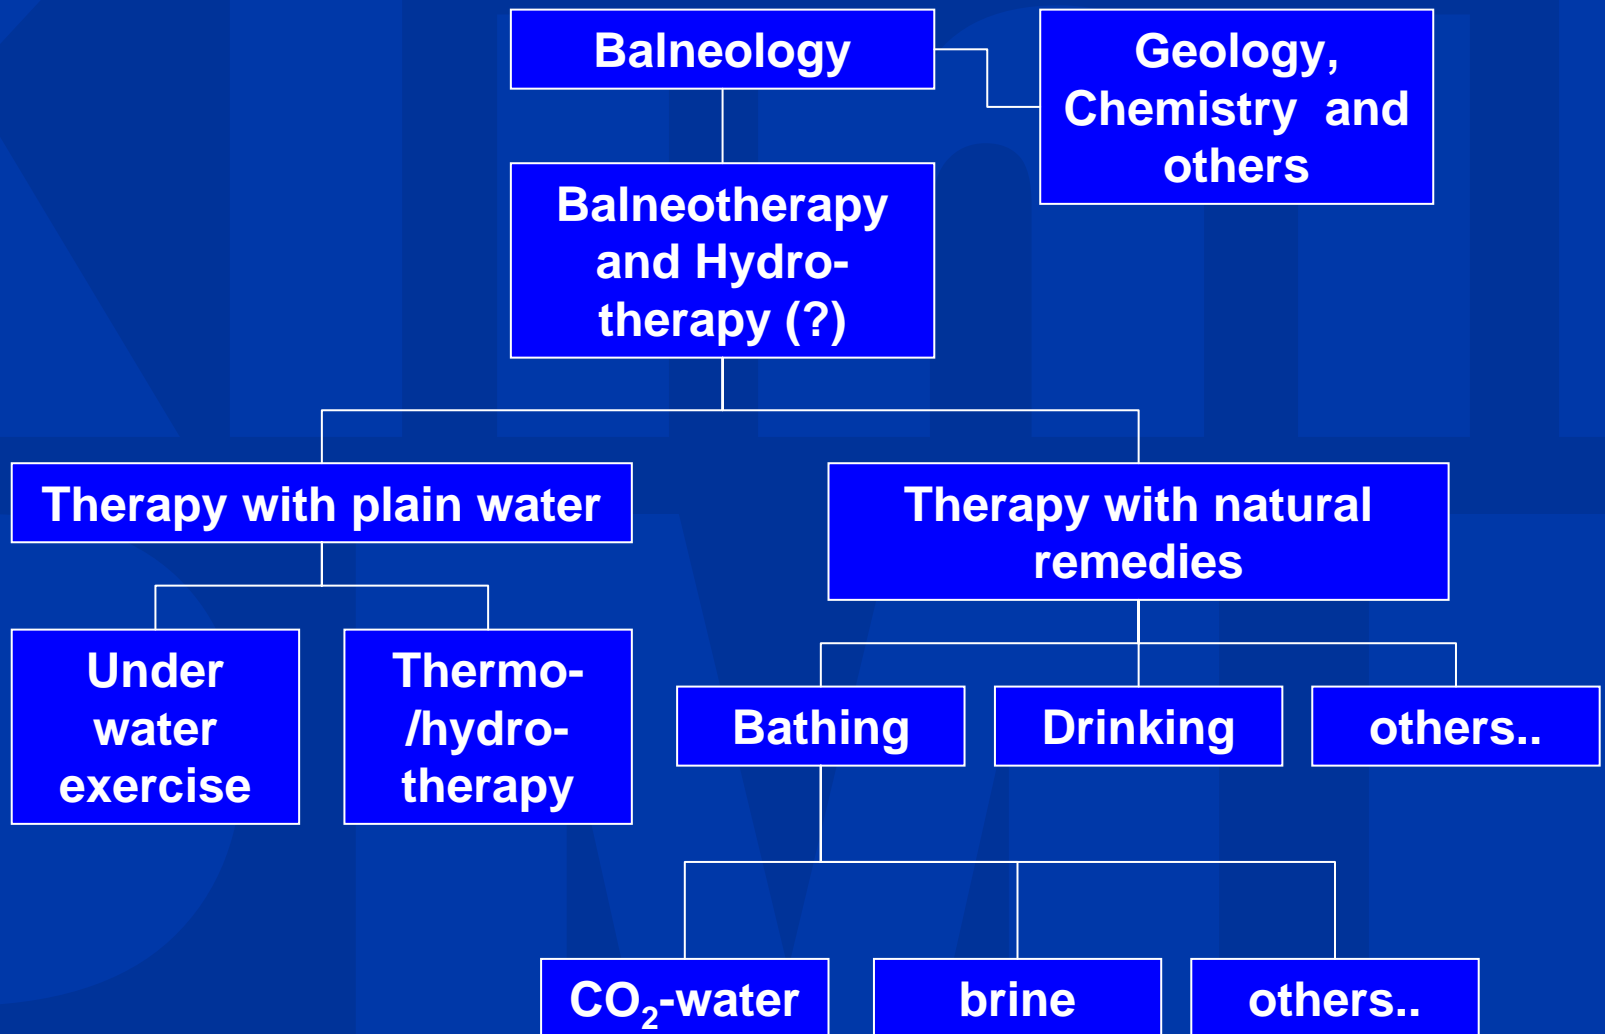 Balneology
Geology,
Chemistry and
others
Balneotherapy
and Hydro-
therapy (?)
Therapy with plain water
Therapy with natural
remedies
Under
water
exercise
Thermo-
/hydro-
therapy
Bathing
Drinking
others..
CO₂-water
brine
others..